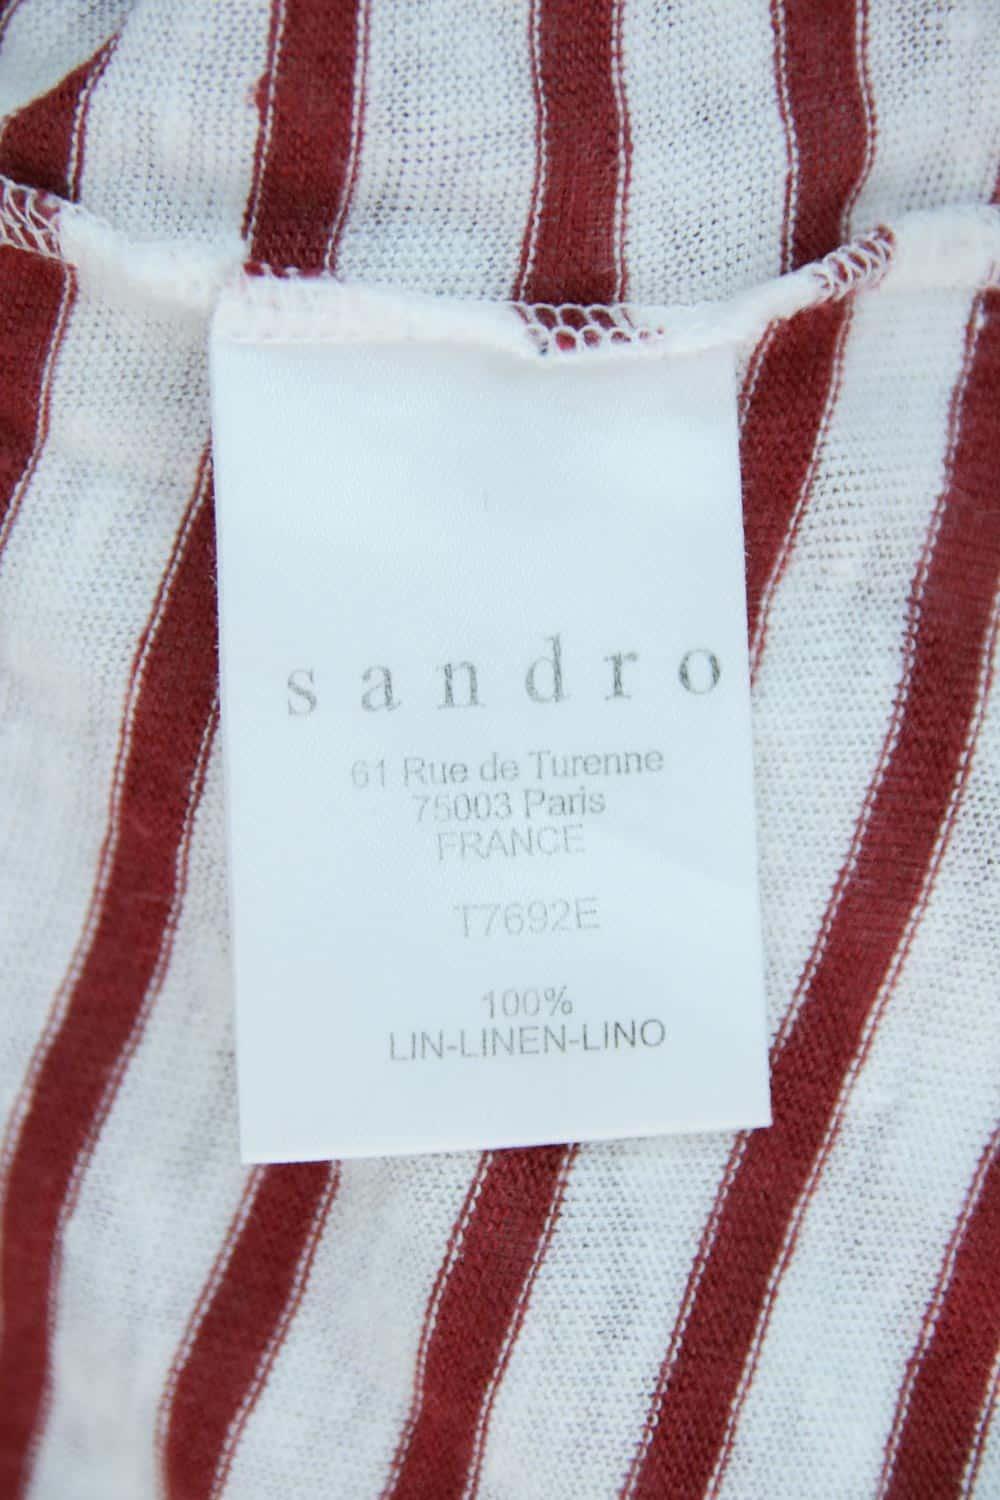 sandro
61 Rue de Turenne
75003 Paris
FRANCE
T7692E
100%
LIN-LINEN-LINO